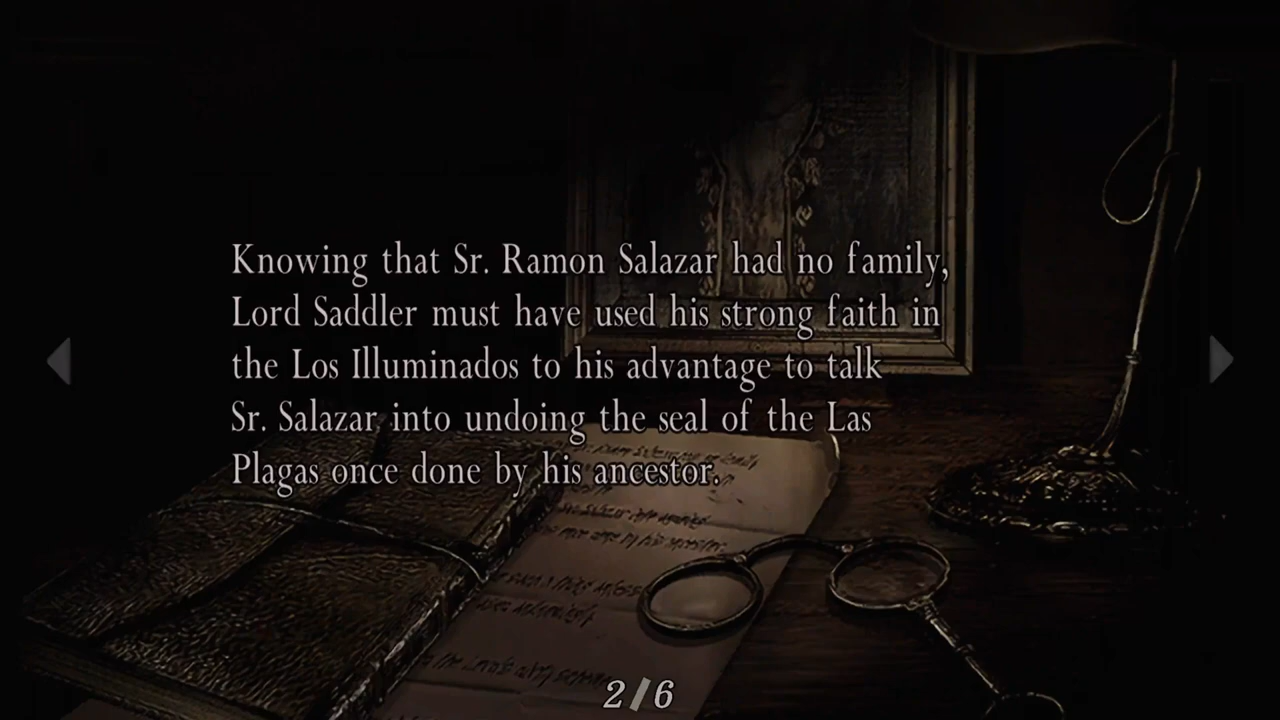 Knowing that Sr. Ramon Salazar had no family,
Lord Saddler must have used his strong faith in
the Los Illuminados to his advantage to talk
Sr. Salazar into undoing the seal of the Las
Plagas once done by his ancestor.
2/6